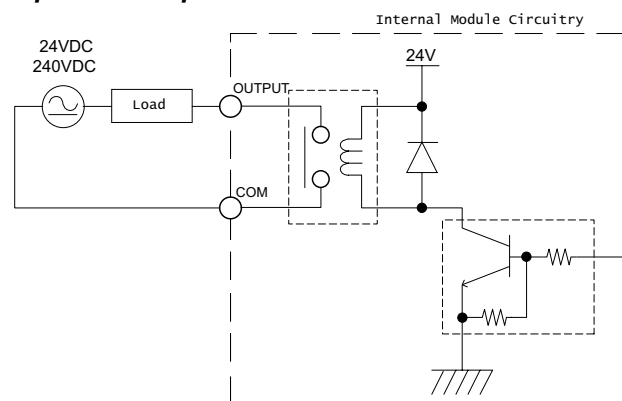 Internal Module Circuitry
24VDC
240VDC
24V
Load
OUTPUT
COM